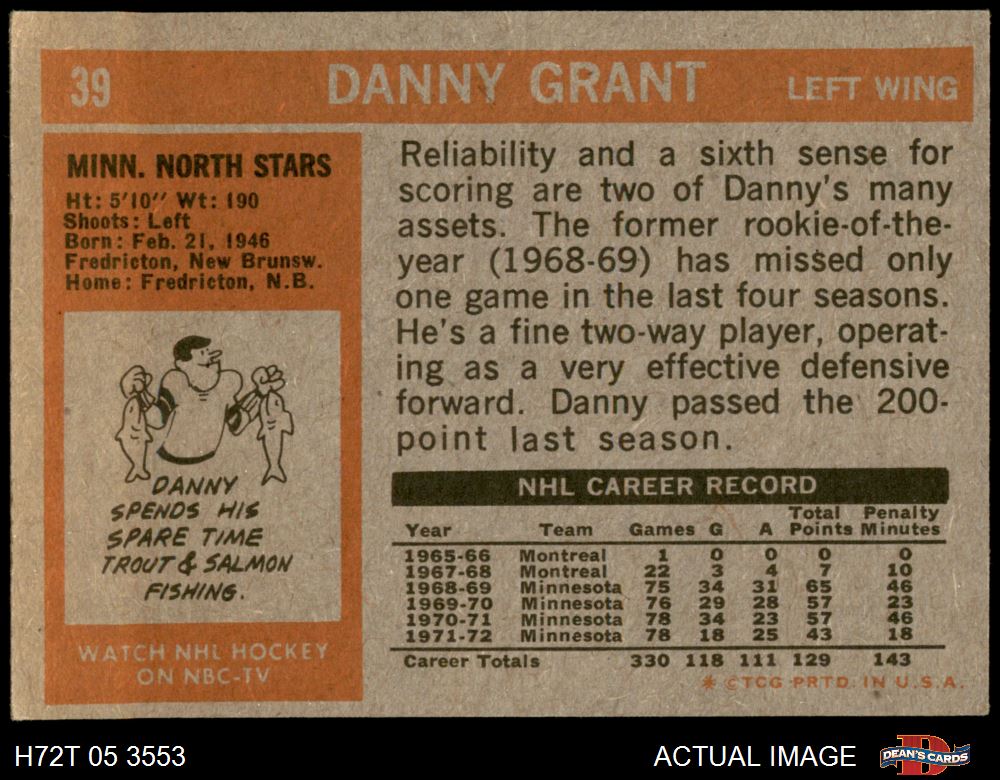 39 DANNY GRANT LEFT WING
MINN. NORTH STARS
Ht: 5'10" Wt: 190
Shoots: Left
Born: Feb. 21, 1946
Fredricton, New Brunsw.
Home: Fredricton, N.B.
DANNY
SPENDS HIS
SPARE TIME
TROUT & SALMON
FISHING.
WATCH NHL HOCKEY
ON NBC-TV
Reliability and a sixth sense for
scoring are two of Danny's many
assets. The former rookie-of-the-
year (1968-69) has missed only
one game in the last four seasons.
He's a fine two-way player, operat-
ing as a very effective defensive
forward. Danny passed the 200-
point last season.
NHL CAREER RECORD
Year Team Games G A Total Points Penalty Minutes
1965-66 Montreal 1 0 0 0 0
1967-68 Montreal 22 3 4 7 10
1968-69 Minnesota 75 34 31 65 46
1969-70 Minnesota 76 29 28 57 23
1970-71 Minnesota 78 34 23 57 46
1971-72 Minnesota 78 18 25 43 18
Career Totals 330 118 111 129 143
* ©TCG PRTD. IN U.S.A.
H72T 05 3553 ACTUAL IMAGE DEAN'S CARDS